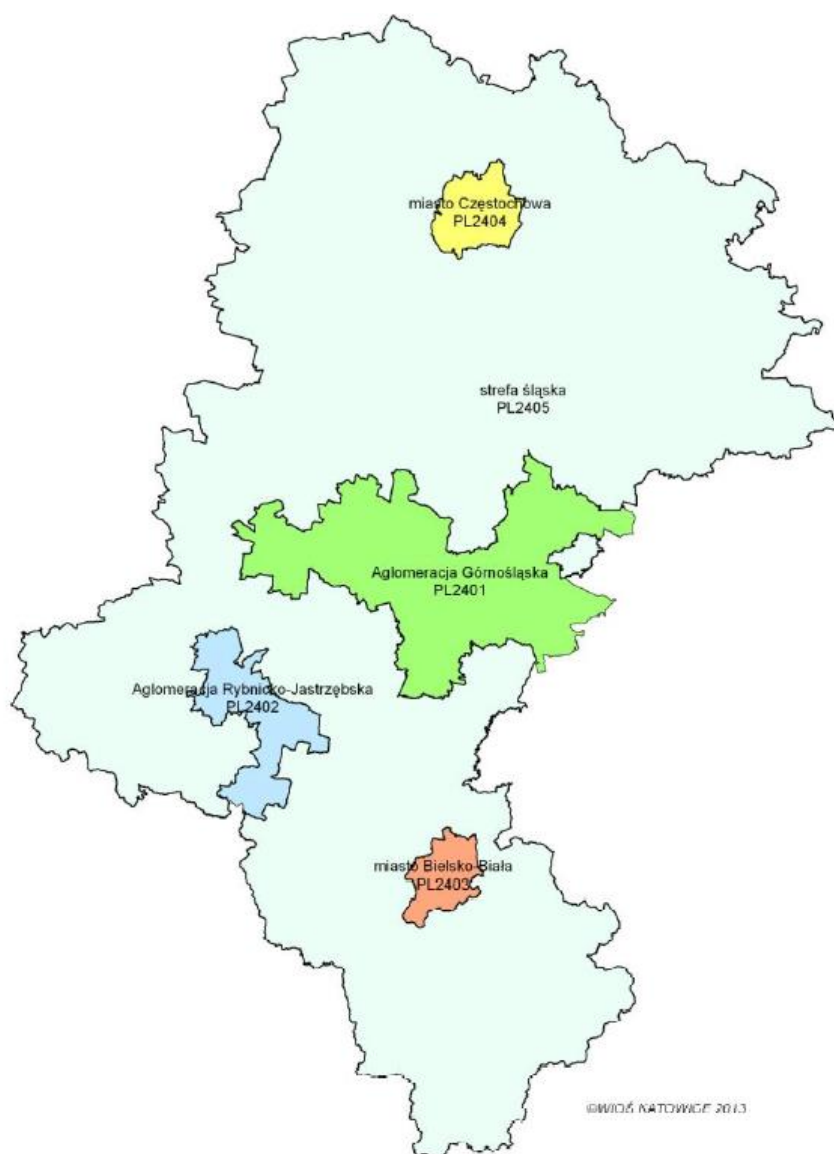 miasto Częstochowa
PL2404
strefa śląska
PL2405
Aglomeracja Górnośląska
PL2401
Aglomeracja Rybnicko-Jastrzębska
PL2402
miasto Bielsko-Biała
PL2403
©WIOŚ KATOWICE 2013